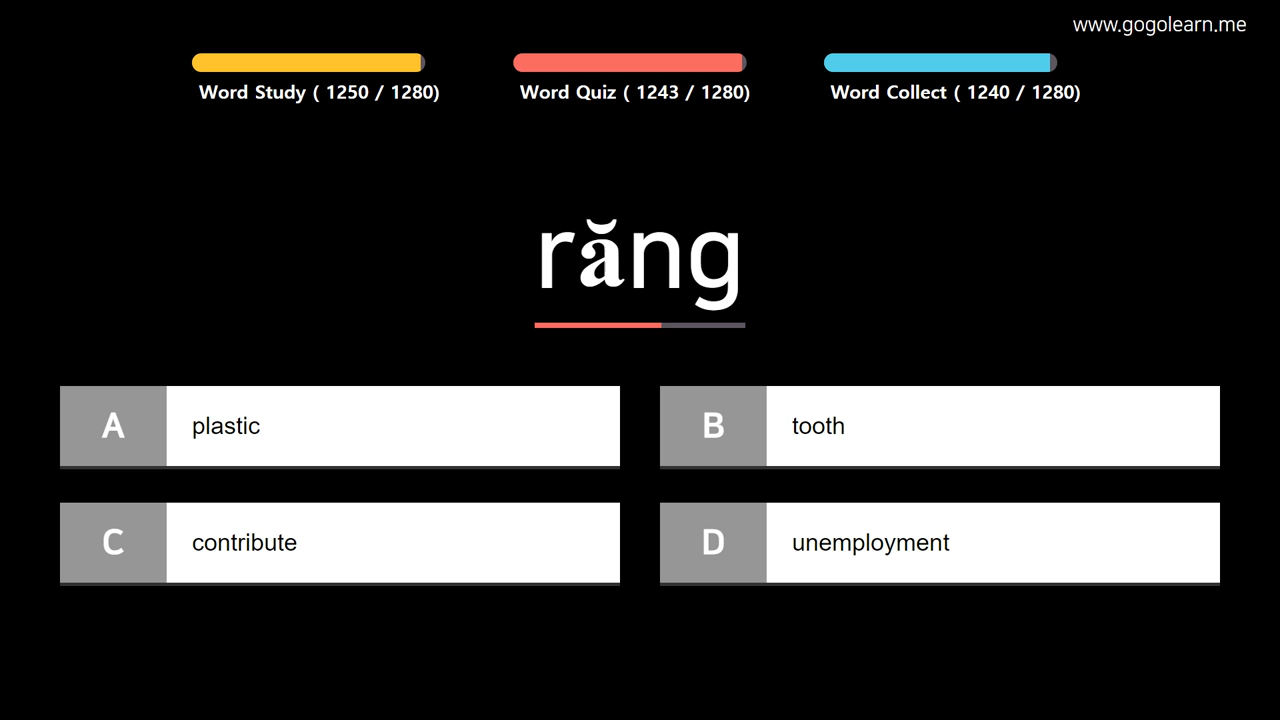 www.gogolearn.me
Word Study ( 1250 / 1280)
Word Quiz ( 1243 / 1280)
Word Collect ( 1240 / 1280)
răng
A plastic
B tooth
C contribute
D unemployment